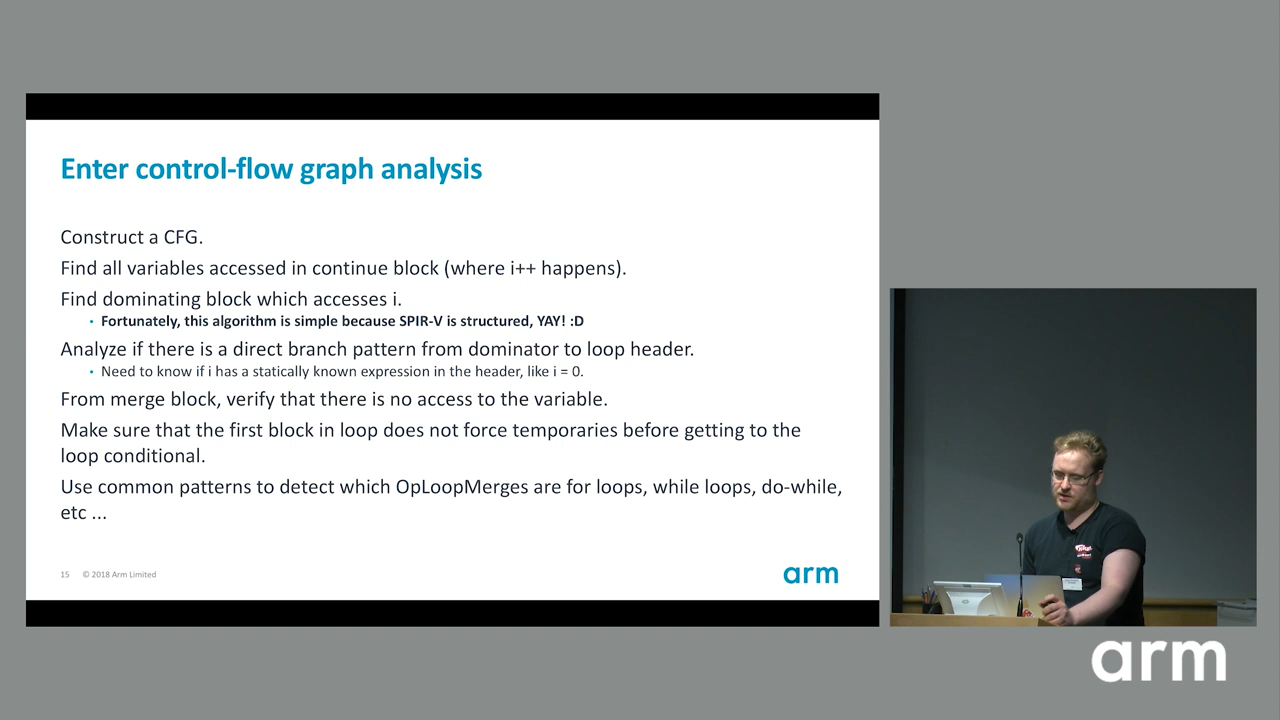 Enter control-flow graph analysis
Construct a CFG.
Find all variables accessed in continue block (where i++ happens).
Find dominating block which accesses i.
• Fortunately, this algorithm is simple because SPIR-V is structured, YAY! :D
Analyze if there is a direct branch pattern from dominator to loop header.
• Need to know if i has a statically known expression in the header, like i = 0.
From merge block, verify that there is no access to the variable.
Make sure that the first block in loop does not force temporaries before getting to the
loop conditional.
Use common patterns to detect which OpLoopMerges are for loops, while loops, do-while,
etc ...
15 © 2018 Arm Limited
arm
arm